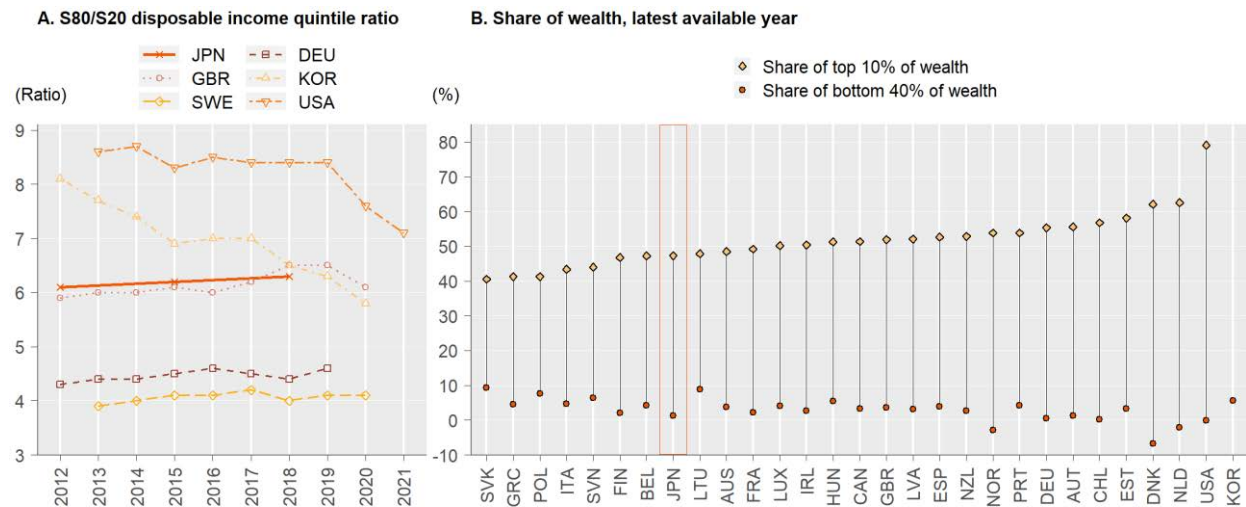 A. S80/S20 disposable income quintile ratio
JPN
DEU
GBR
KOR
SWE
USA
(Ratio)
9
8
7
6
5
4
3
2012
2013
2014
2015
2016
2017
2018
2019
2020
2021
B. Share of wealth, latest available year
Share of top 10% of wealth
Share of bottom 40% of wealth
(%)
80
70
60
50
40
30
20
10
0
-10
SVK
GRC
POL
ITA
SVN
FIN
BEL
JPN
LTU
AUS
FRA
LUX
IRL
HUN
CAN
GBR
LVA
ESP
NZL
NOR
PRT
DEU
AUT
CHL
EST
DNK
NLD
USA
KOR